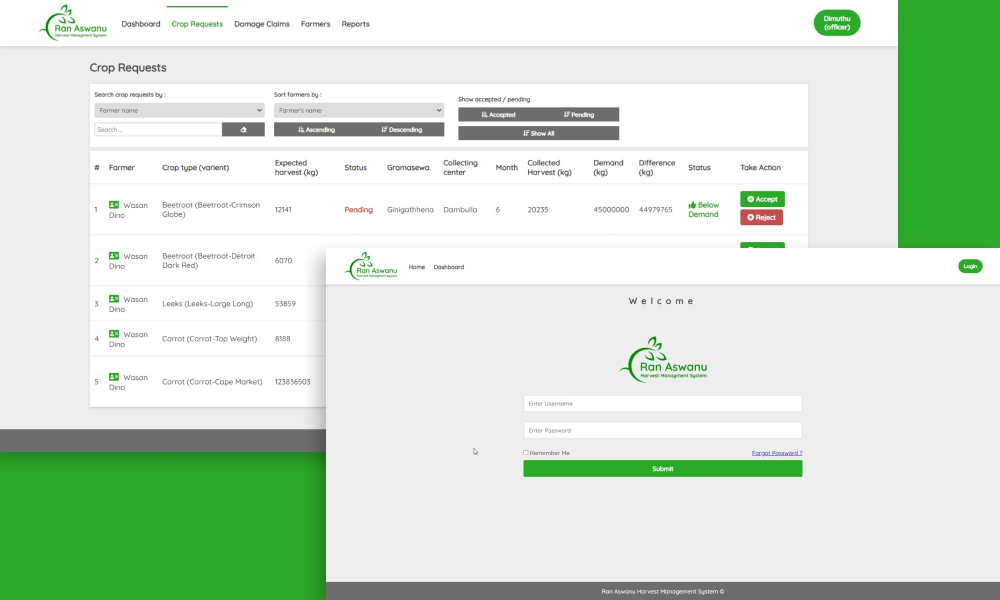 Ran Aswanu
Harvest Managment System
Dashboard Crop Requests Damage Claims Farmers Reports
Dimuthu
(officer)
Crop Requests
Search crop requests by :
Sort farmers by :
Show accepted / pending
Farmer name
Farmer's name
Accepted Pending
Search ...
Ascending Descending
Show All
# Farmer Crop type (varient) Expected harvest (kg) Status Gramasewa. Collecting center Month Collected Harvest (kg) Demand (kg) Difference (kg) Status Take Action
1 Wasan Dino Beetroot (Beetroot-Crimson Globe) 12141 Pending Ginigathhena Dambulla 6 20235 45000000 44979765 Below Demand Accept
Reject
2 Wasan Dino Beetroot (Beetroot-Detroit Dark Red) 6070
3 Wasan Dino Leeks (Leeks-Large Long) 53859
4 Wasan Dino Carrot (Carrot-Top Weight) 8188
5 Wasan Dino Carrot (Carrot-Cape Market) 123836503
Ran Aswanu
Harvest Managment System
Home Dashboard
Login
Welcome
Ran Aswanu
Harvest Managment System
Enter Username
Enter Password
Remember Me
Forgot Password ?
Submit
Ran Aswanu Harvest Management System ©